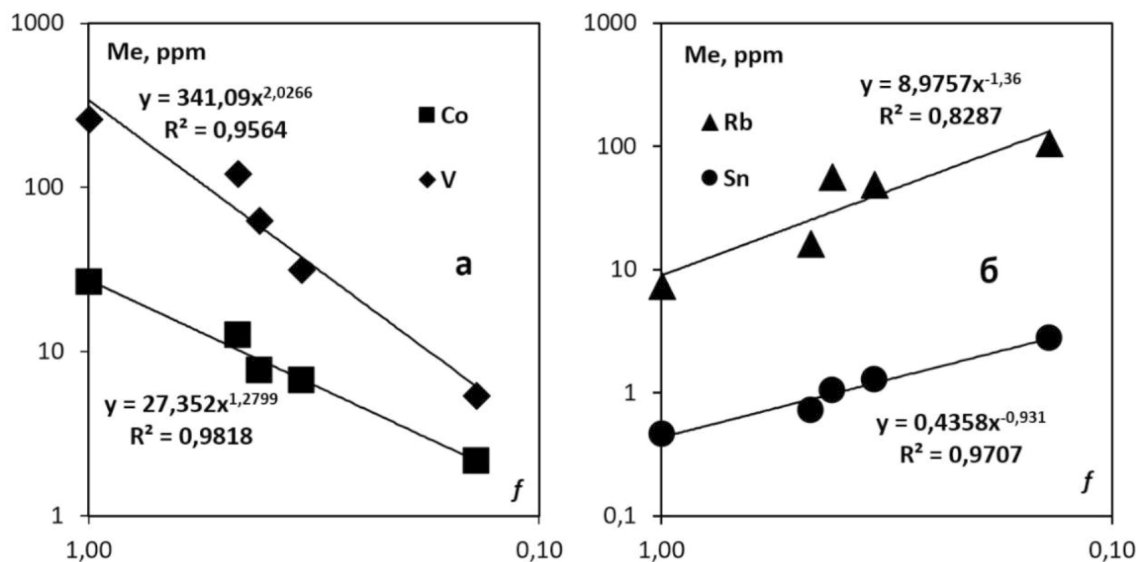 1000
Me, ppm
y = 341,09x^2,0266
R² = 0,9564
Co
V
100
а
10
y = 27,352x^1,2799
R² = 0,9818
f
1
1,00
0,10
1000
Me, ppm
y = 8,9757x^-1,36
R² = 0,8287
Rb
Sn
100
10
б
1
y = 0,4358x^-0,931
R² = 0,9707
f
0,1
1,00
0,10